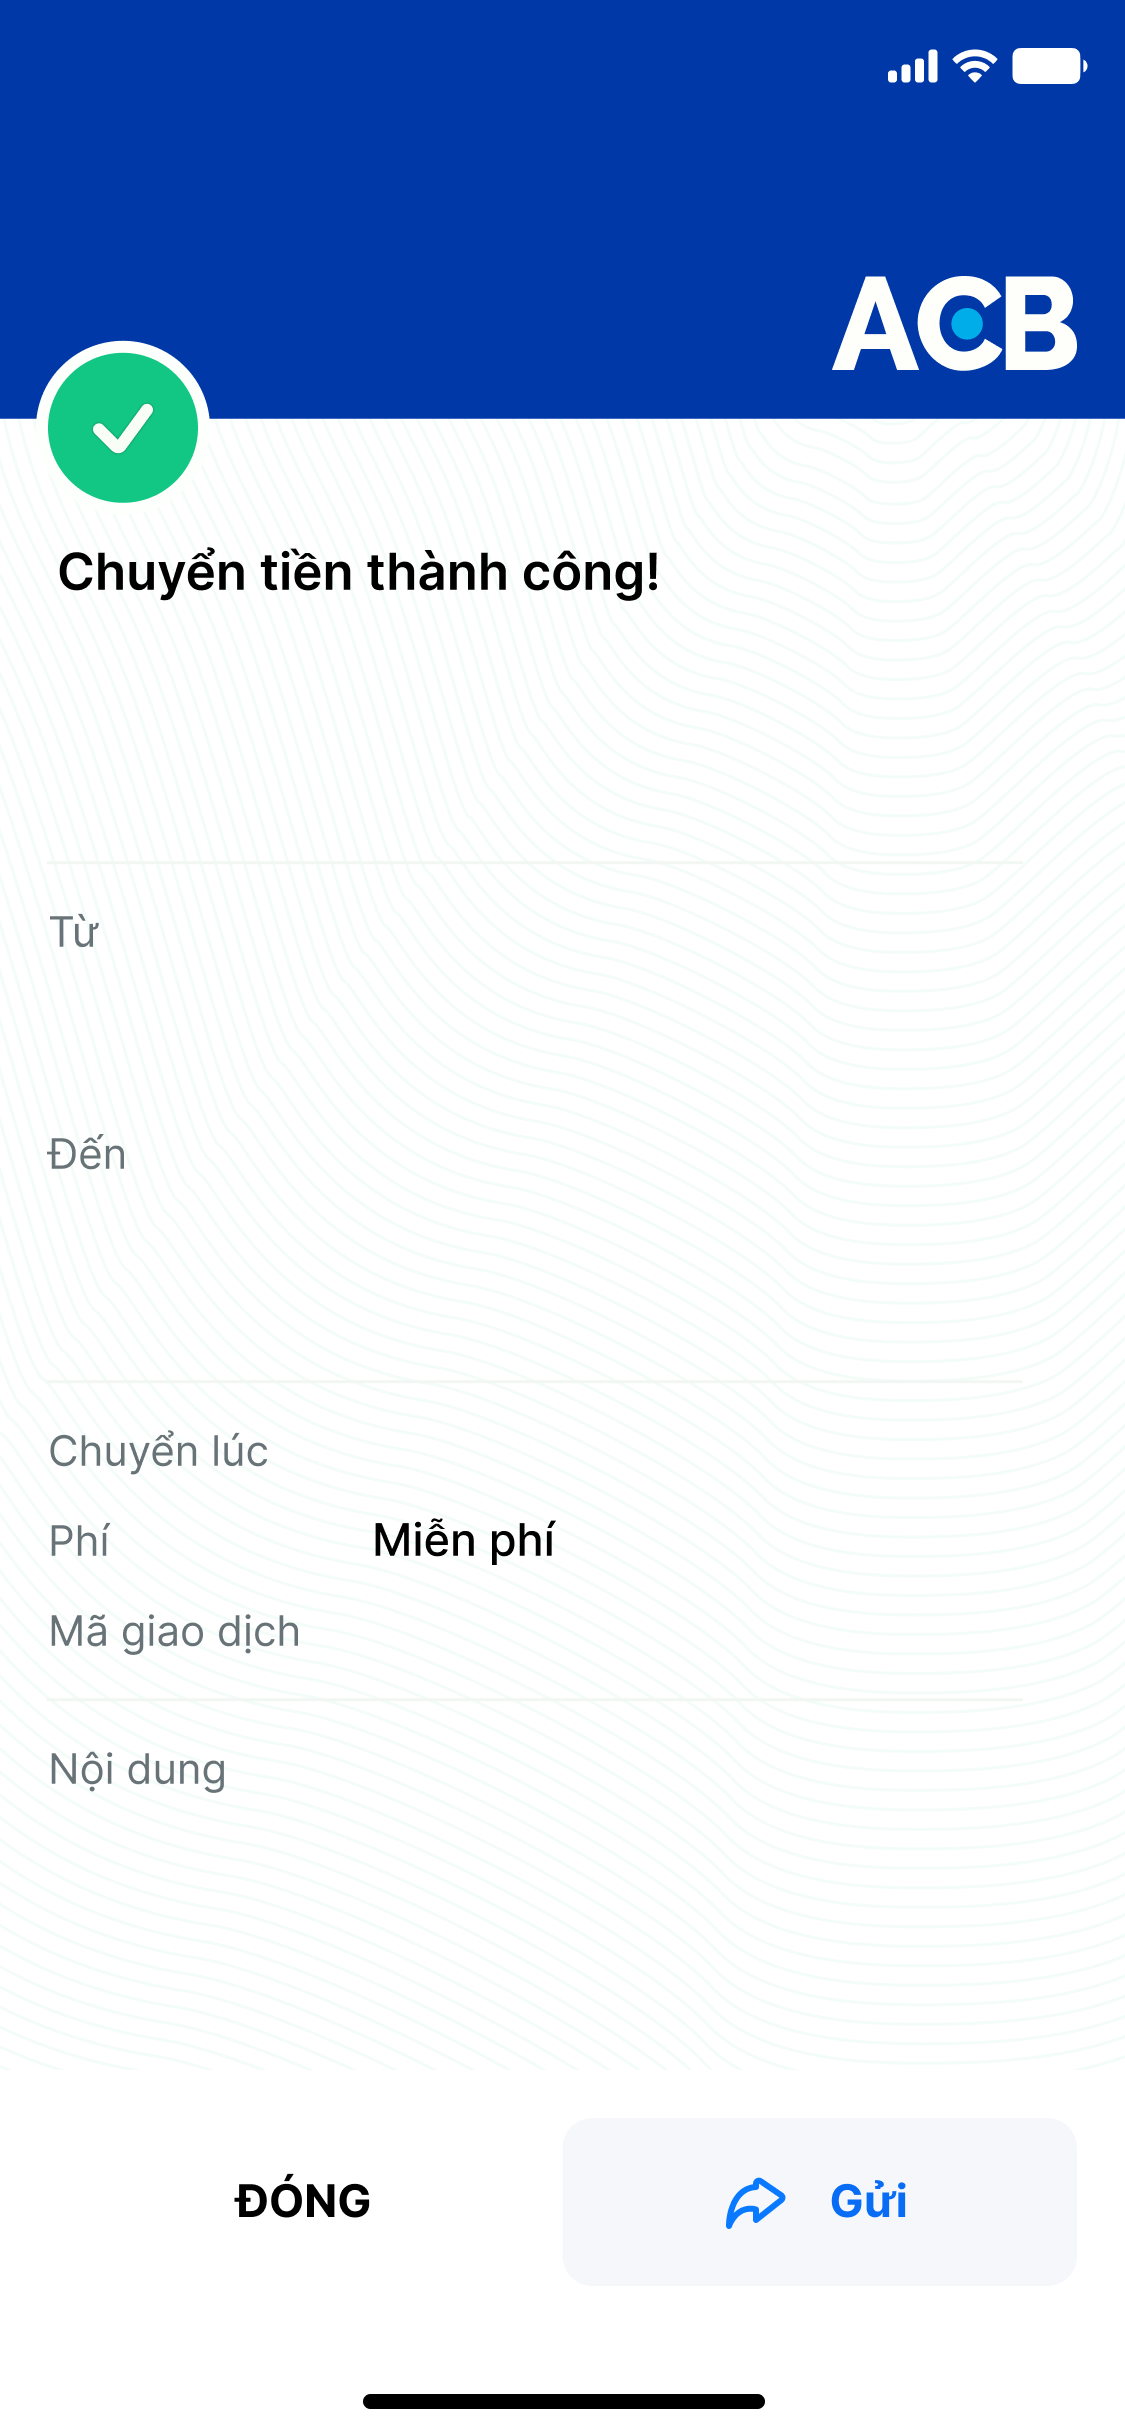 ACB
Chuyển tiền thành công!
Từ
Đến
Chuyển lúc
Phí Miễn phí
Mã giao dịch
Nội dung
ĐÓNG Gửi